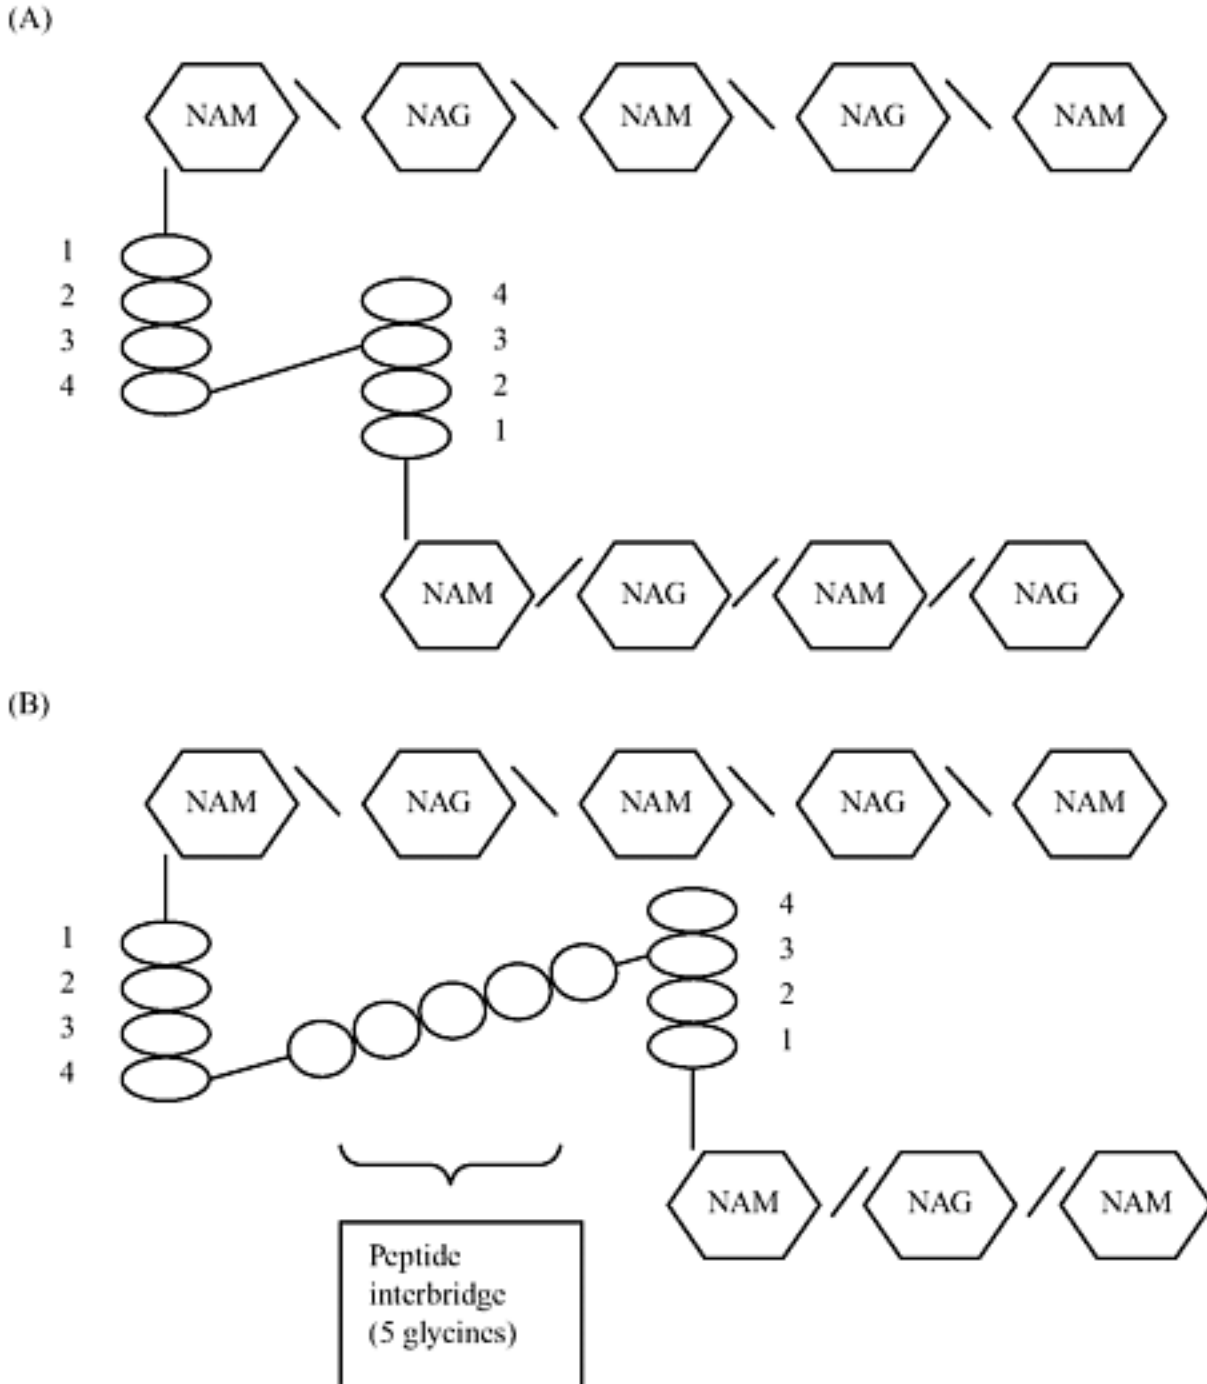 (A)
NAM NAG NAM NAG NAM
1
2 4
3 3
4 2
1
NAM NAG NAM NAG
(B)
NAM NAG NAM NAG NAM
4
1 3
2 2
3 1
4
NAM NAG NAM
Peptide
interbridge
(5 glycines)